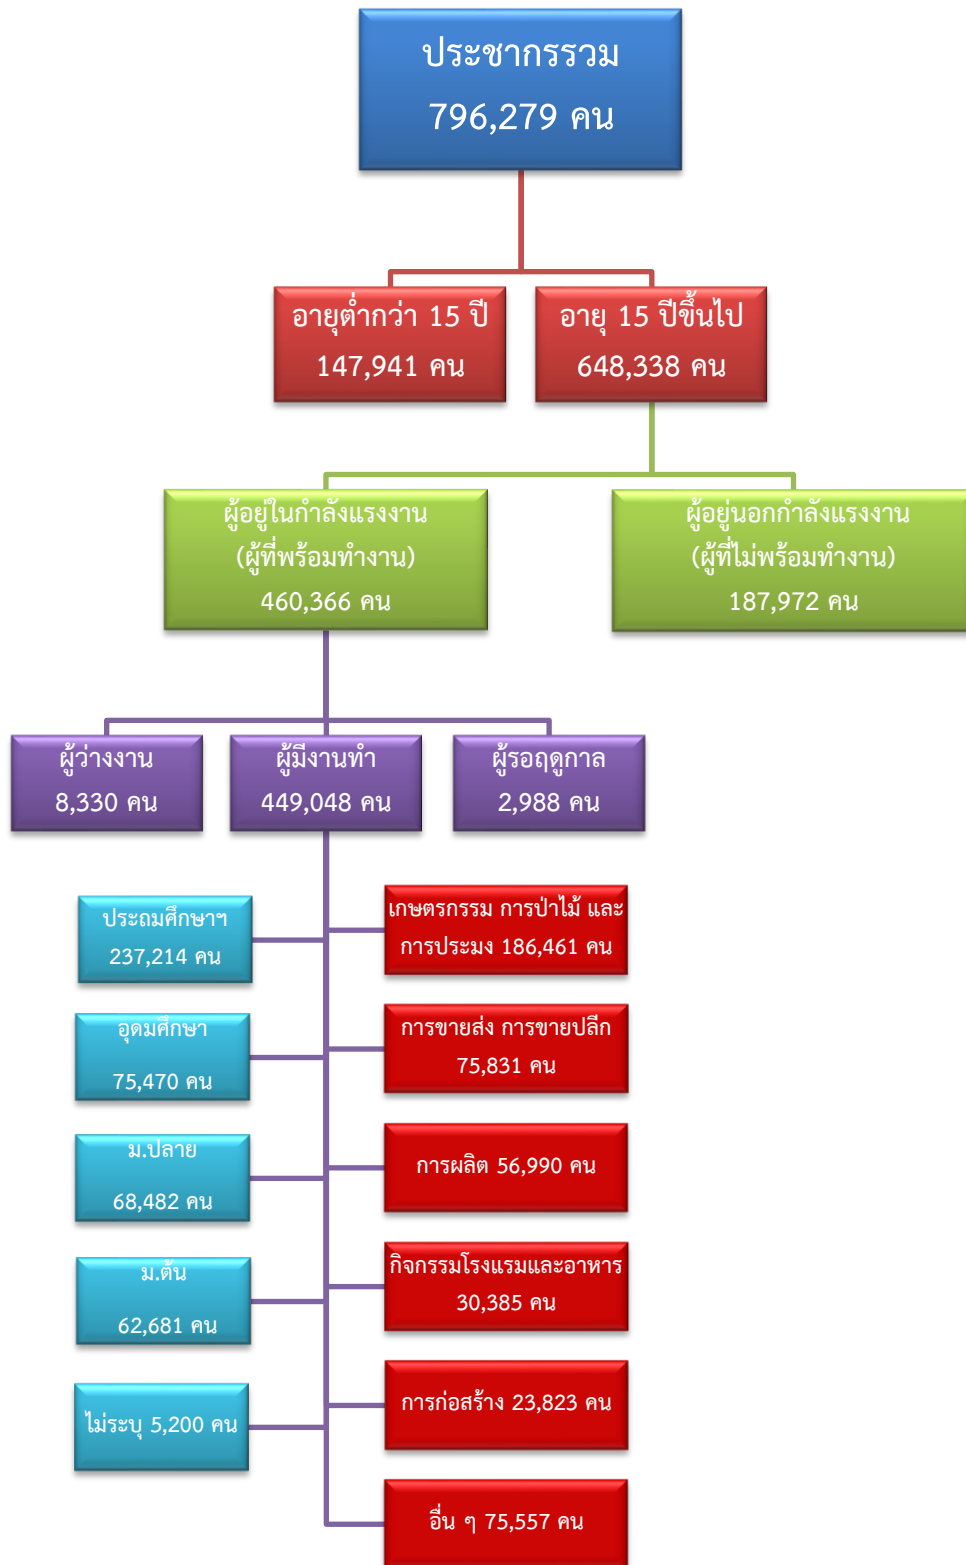 ประชากรรวม
796,279 คน
อายุต่ำกว่า 15 ปี
147,941 คน
อายุ 15 ปีขึ้นไป
648,338 คน
ผู้อยู่ในกำลังแรงงาน
(ผู้ที่พร้อมทำงาน)
460,366 คน
ผู้อยู่นอกกำลังแรงงาน
(ผู้ที่ไม่พร้อมทำงาน)
187,972 คน
ผู้ว่างงาน
8,330 คน
ผู้มีงานทำ
449,048 คน
ผู้รอฤดูกาล
2,988 คน
ประถมศึกษาฯ
237,214 คน
อุดมศึกษา
75,470 คน
ม.ปลาย
68,482 คน
ม.ต้น
62,681 คน
ไม่ระบุ 5,200 คน
เกษตรกรรม การป่าไม้ และ
การประมง 186,461 คน
การขายส่ง การขายปลีก
75,831 คน
การผลิต 56,990 คน
กิจกรรมโรงแรมและอาหาร
30,385 คน
การก่อสร้าง 23,823 คน
อื่น ๆ 75,557 คน